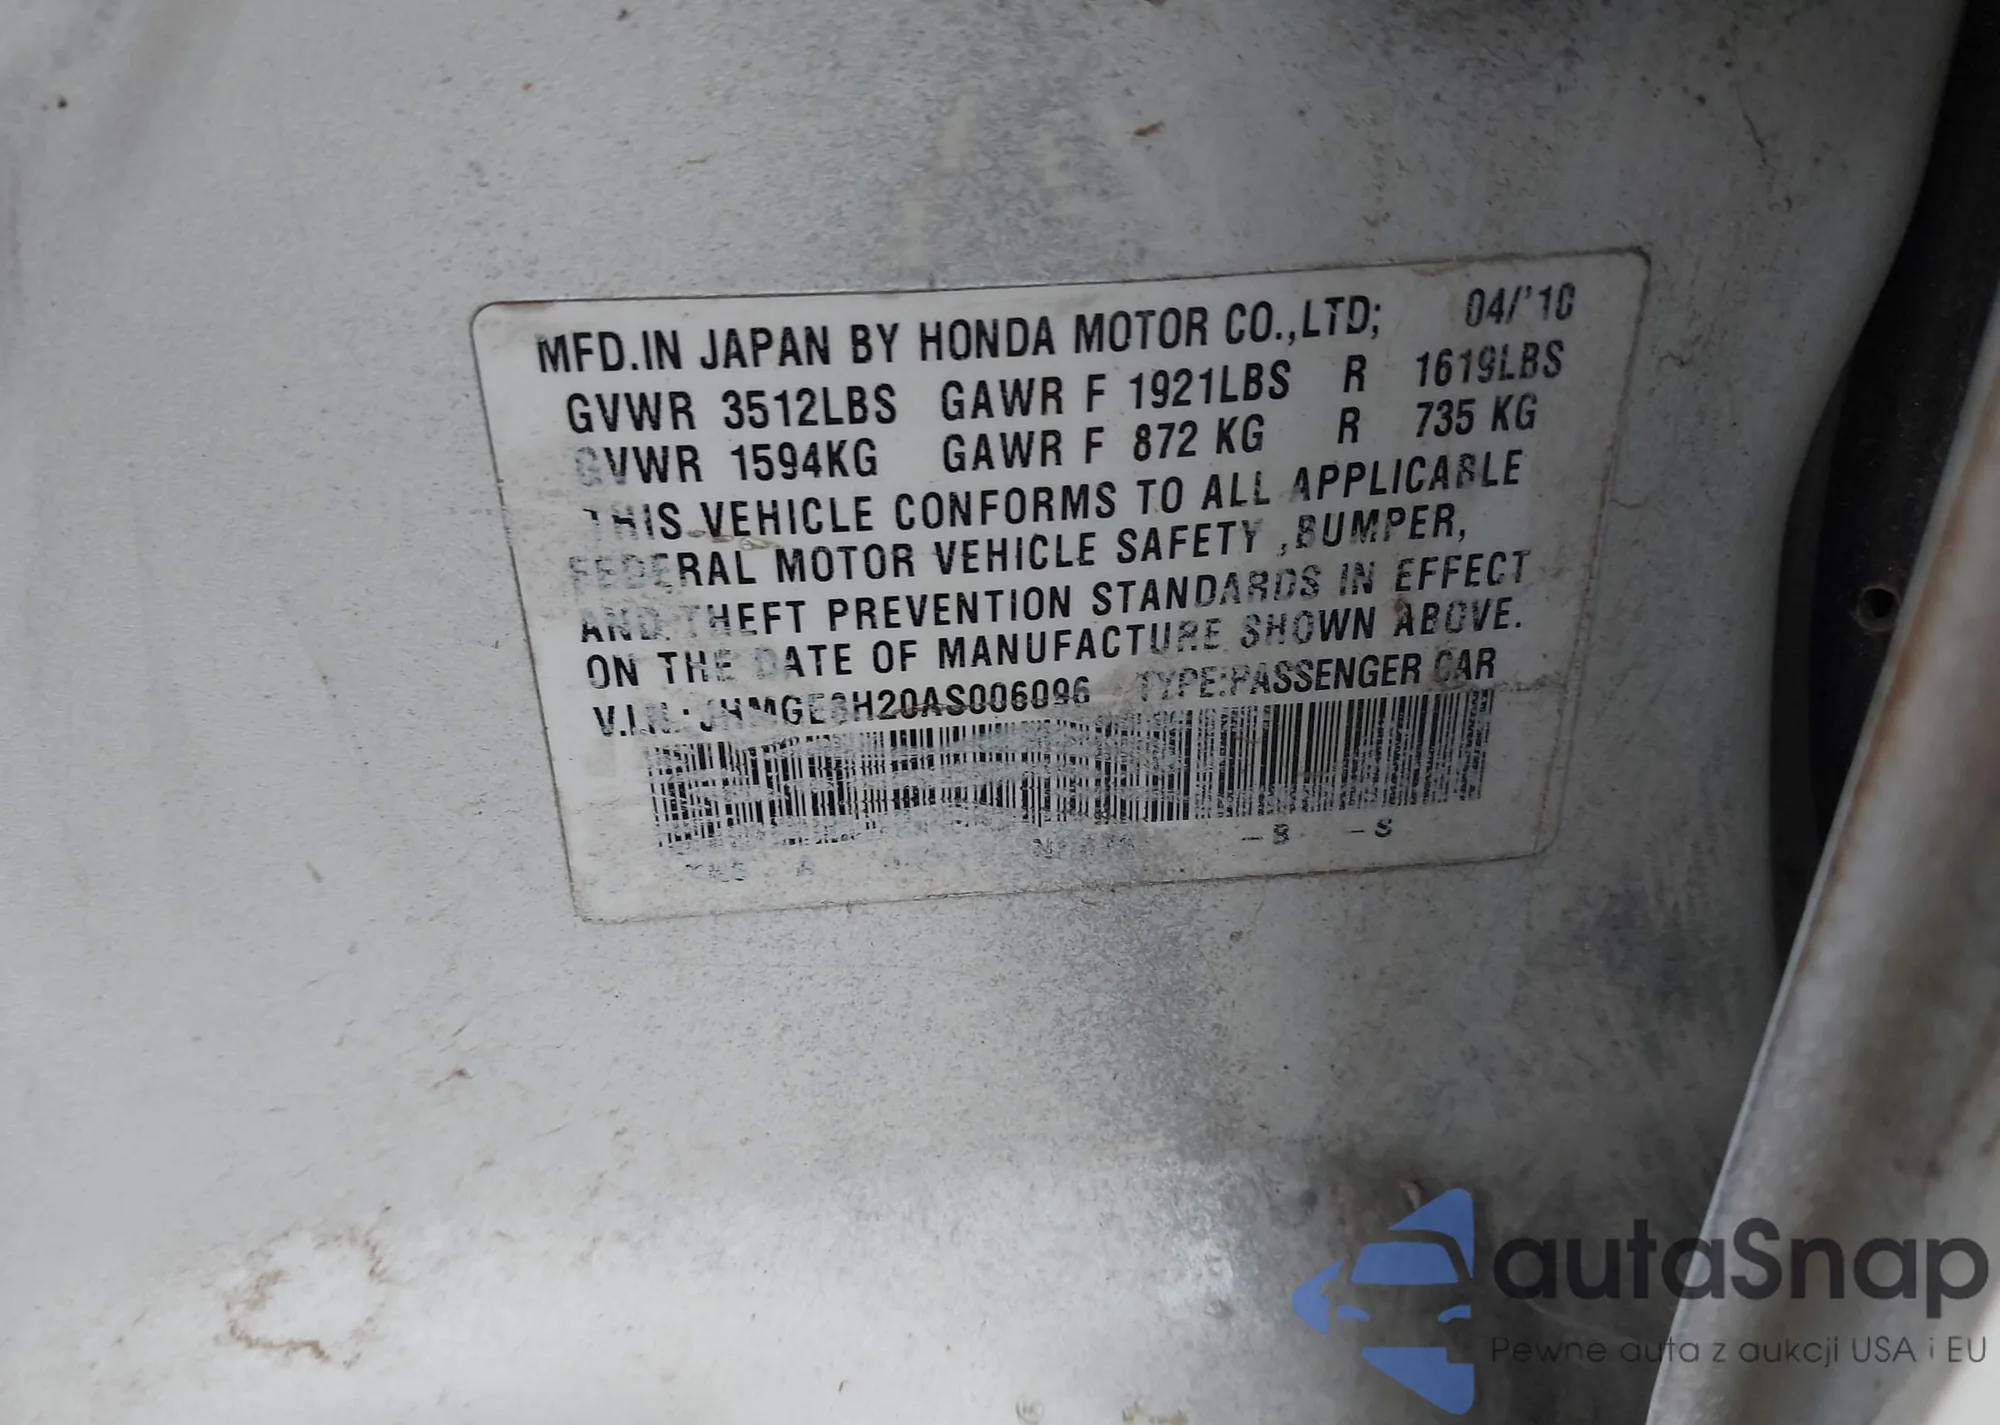 MFD.IN JAPAN BY HONDA MOTOR CO.,LTD; 04/'10
GVWR 3512LBS GAWR F 1921LBS R 1619LBS
GVWR 1594KG GAWR F 872 KG R 735 KG
THIS VEHICLE CONFORMS TO ALL APPLICABLE
FEDERAL MOTOR VEHICLE SAFETY ,BUMPER,
AND THEFT PREVENTION STANDARDS IN EFFECT
ON THE DATE OF MANUFACTURE SHOWN ABOVE.
V.I.N.: JHMGE8H20AS006096 TYPE:PASSENGER CAR
-B -S
autaSnap
Pewne auta z aukcji USA i EU